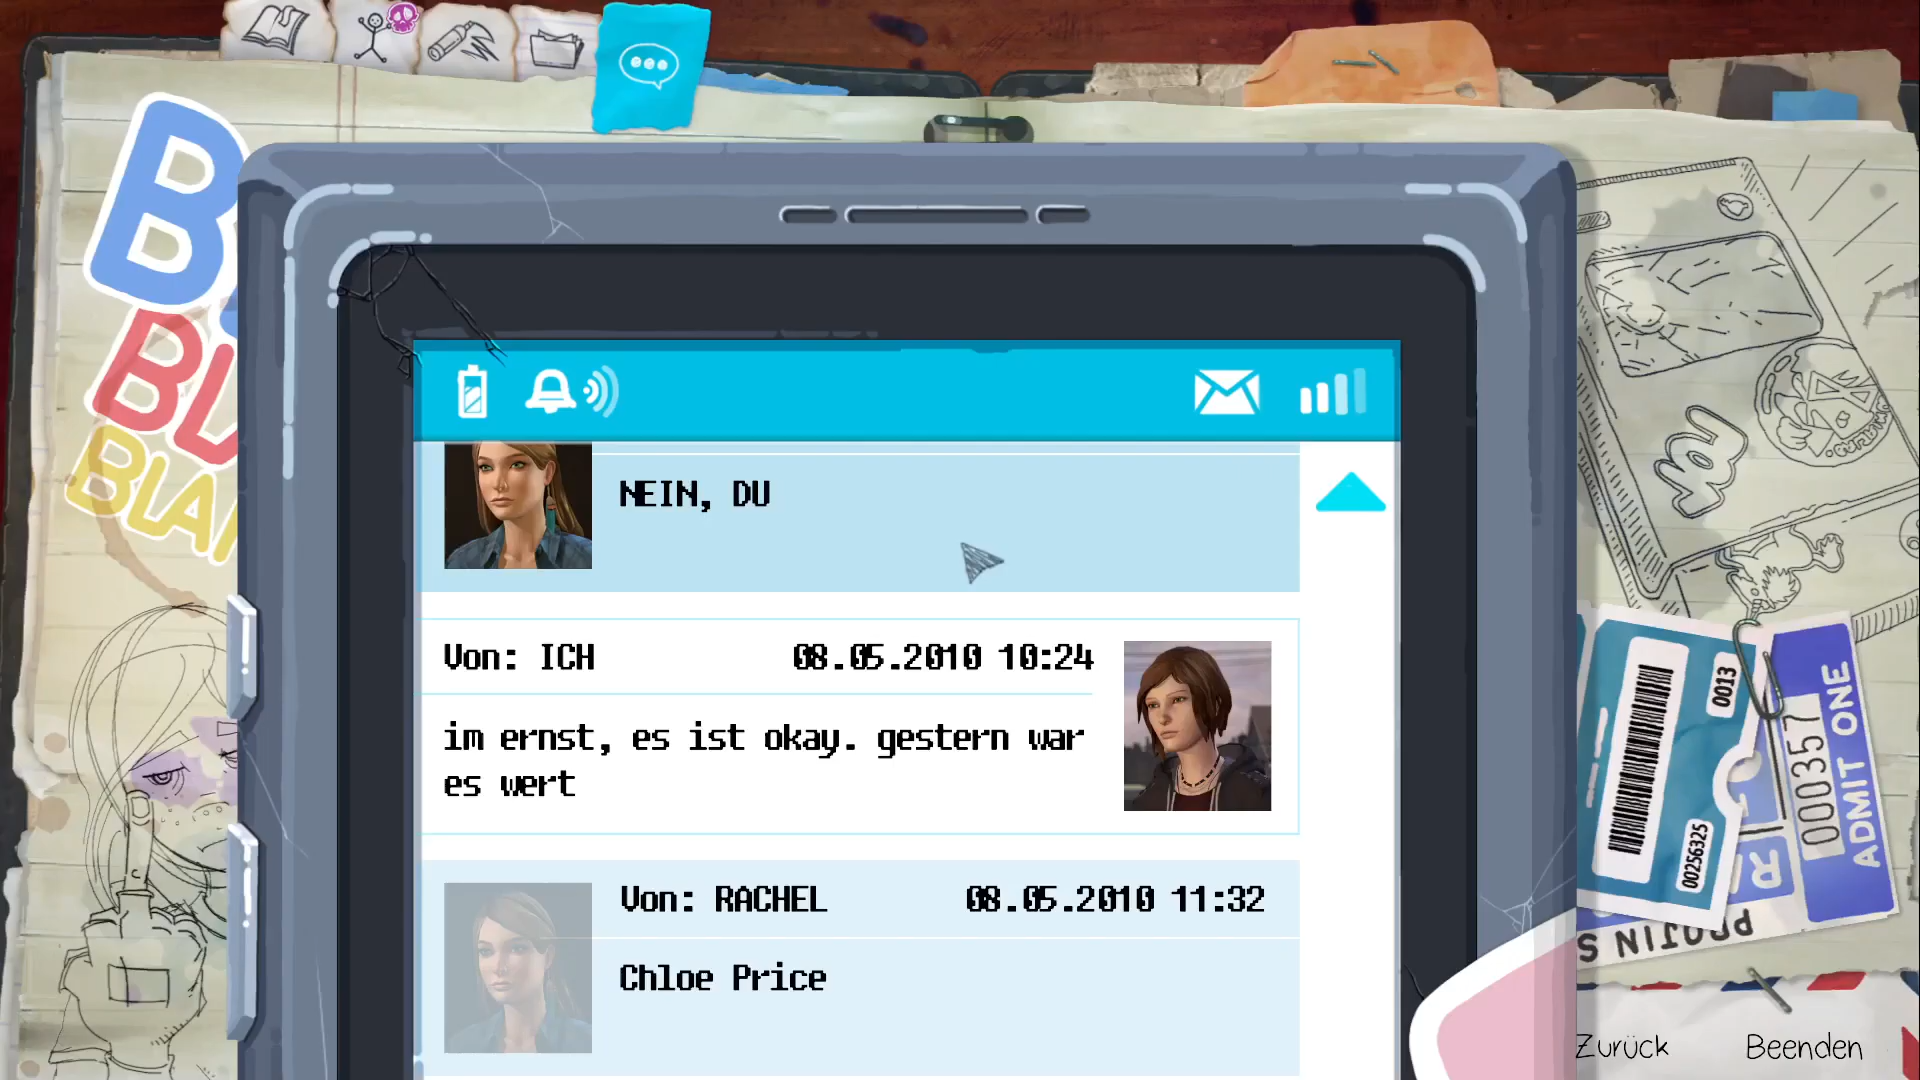 NEIN, DU
Von: ICH 08.05.2010 10:24
im ernst, es ist okay. gestern war
es wert
Von: RACHEL 08.05.2010 11:32
Chloe Price
0013
00256325
000357
ADMIT ONE
Zurück Beenden